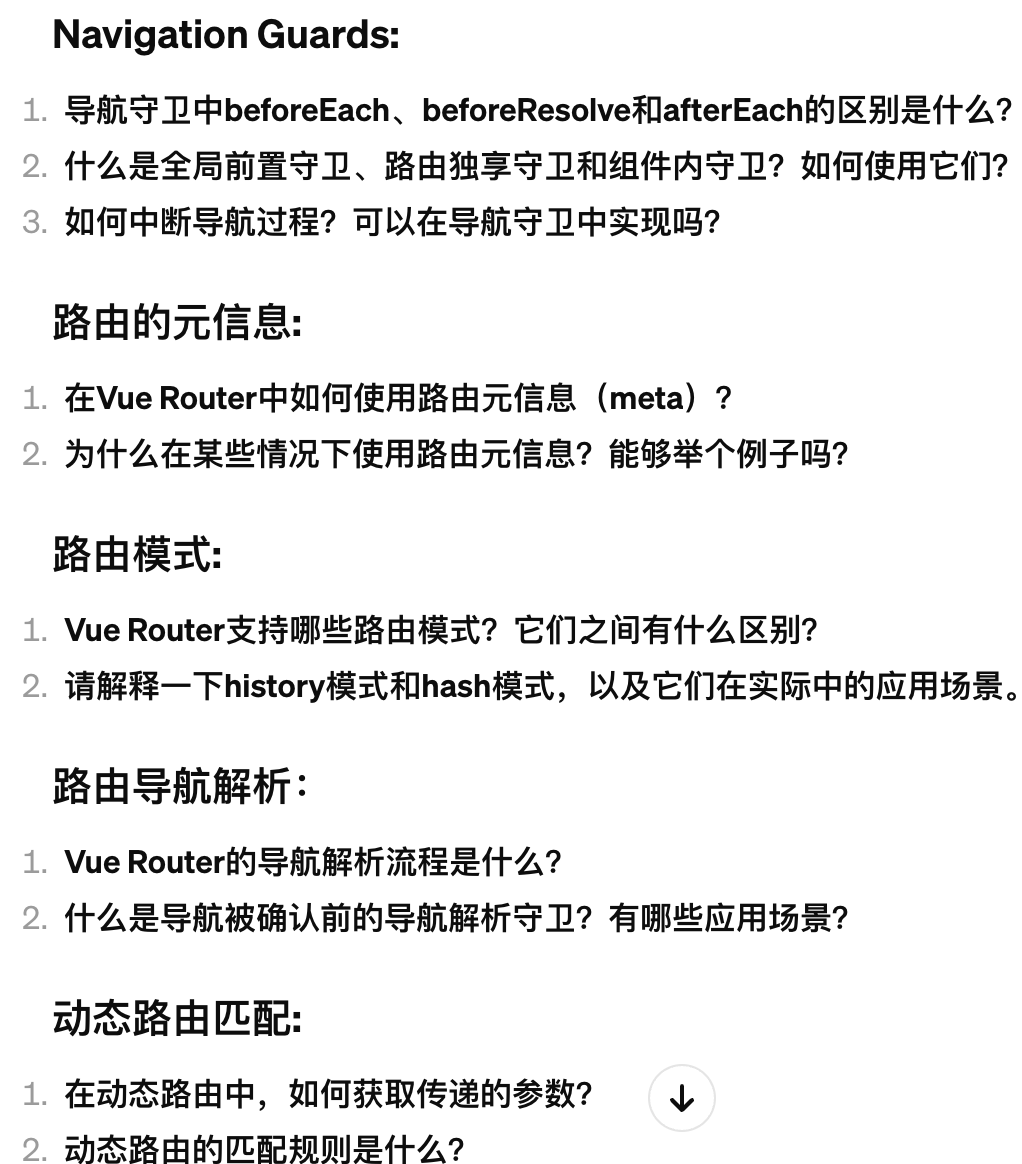 Navigation Guards:
1. 导航守卫中beforeEach、beforeResolve和afterEach的区别是什么？
2. 什么是全局前置守卫、路由独享守卫和组件内守卫？如何使用它们？
3. 如何中断导航过程？可以在导航守卫中实现吗？
路由的元信息:
1. 在Vue Router中如何使用路由元信息（meta）？
2. 为什么在某些情况下使用路由元信息？能够举个例子吗？
路由模式:
1. Vue Router支持哪些路由模式？它们之间有什么区别？
2. 请解释一下history模式和hash模式，以及它们在实际中的应用场景。
路由导航解析：
1. Vue Router的导航解析流程是什么？
2. 什么是导航被确认前的导航解析守卫？有哪些应用场景？
动态路由匹配:
1. 在动态路由中，如何获取传递的参数？
2. 动态路由的匹配规则是什么？